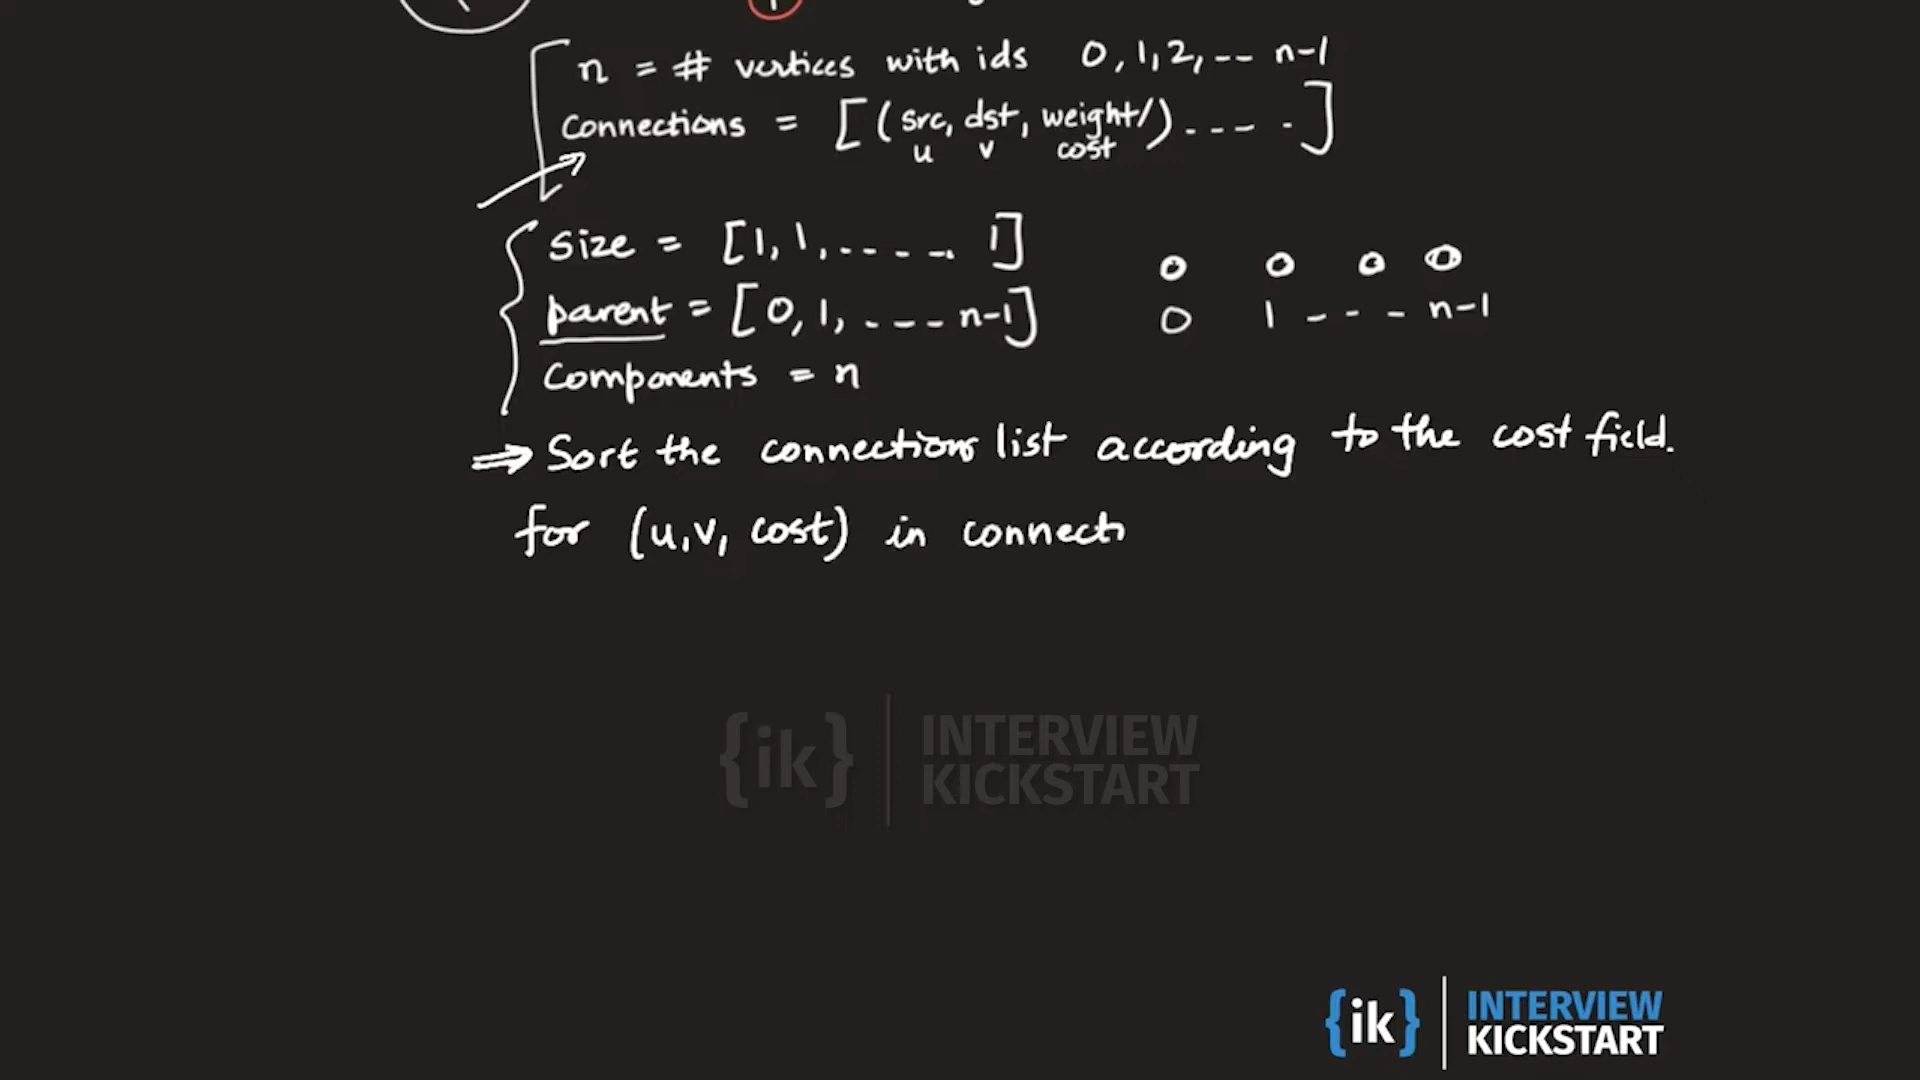 n = # vertices with ids 0, 1, 2, -- n-1
connections = [(src, dst, weight/) ---- ]
u v cost
size = [1, 1, ----- 1]
parent = [0, 1, ---- n-1]
0 0 0 0
0 1 --- n-1
components = n
⇒ Sort the connections list according to the cost field.
for (u,v, cost) in connecti
{ik} INTERVIEW
KICKSTART
{ik} INTERVIEW
KICKSTART